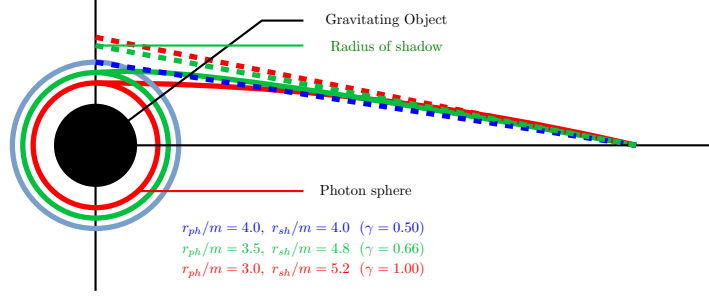 Gravitating Object
Radius of shadow
Photon sphere
r_{ph}/m = 4.0, r_{sh}/m = 4.0 (γ = 0.50)
r_{ph}/m = 3.5, r_{sh}/m = 4.8 (γ = 0.66)
r_{ph}/m = 3.0, r_{sh}/m = 5.2 (γ = 1.00)